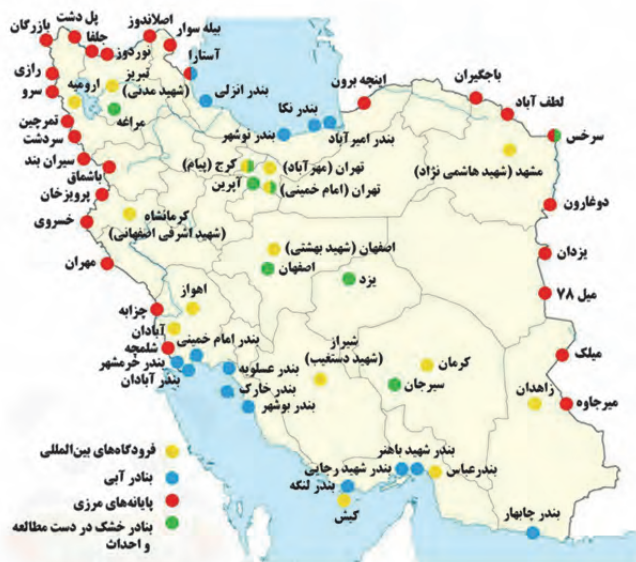 بازرگان
پل دشت
جلفا
نوردوز
اصلاندوز
بیله سوار
آستارا
رازی
سرو
ارومیه
تبریز
(شهید مدنی)
مراغه
بندر انزلی
تمرچین
سردشت
سیران بند
باشماق
پرویزخان
خسروی
مهران
کرمانشاه
(شهید اشرفی اصفهانی)
بندر نوشهر
بندر نکا
بندر امیرآباد
اینچه برون
باجگیران
لطف آباد
سرخس
مشهد (شهید هاشمی نژاد)
دوغارون
کرج (پیام)
تهران (مهرآباد)
آپرین
تهران (امام خمینی)
اصفهان (شهید بهشتی)
اصفهان
یزد
یزدان
میل ۷۸
میلک
میرجاوه
زاهدان
چزابه
اهواز
آبادان
شلمچه
بندر امام خمینی
بندر خرمشهر
بندر آبادان
بندر عسلویه
بندر خارک
بندر بوشهر
شیراز
(شهید دستغیب)
کرمان
سیرجان
بندر شهید باهنر
بندر شهید رجایی
بندرعباس
بندر لنگه
کیش
بندر چابهار
فرودگاه‌های بین‌المللی
بنادر آبی
پایانه‌های مرزی
بنادر خشک در دست مطالعه
و احداث